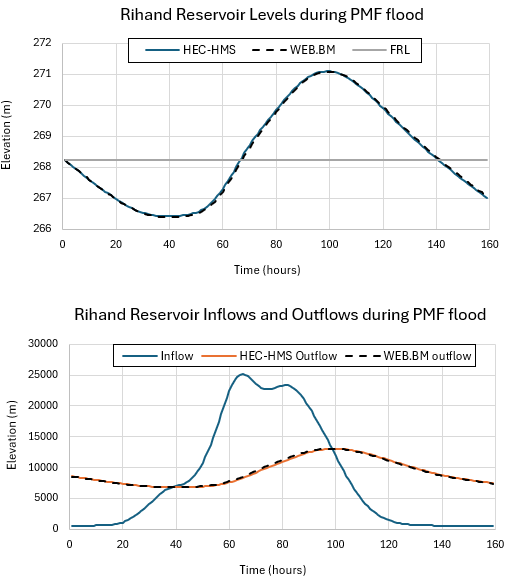 Rihand Reservoir Levels during PMF flood
HEC-HMS WEB.BM FRL
272
271
270
269
268
267
266
Elevation (m)
0 20 40 60 80 100 120 140 160
Time (hours)
Rihand Reservoir Inflows and Outflows during PMF flood
Inflow HEC-HMS Outflow WEB.BM outflow
30000
25000
20000
15000
10000
5000
0
Elevation (m)
0 20 40 60 80 100 120 140 160
Time (hours)